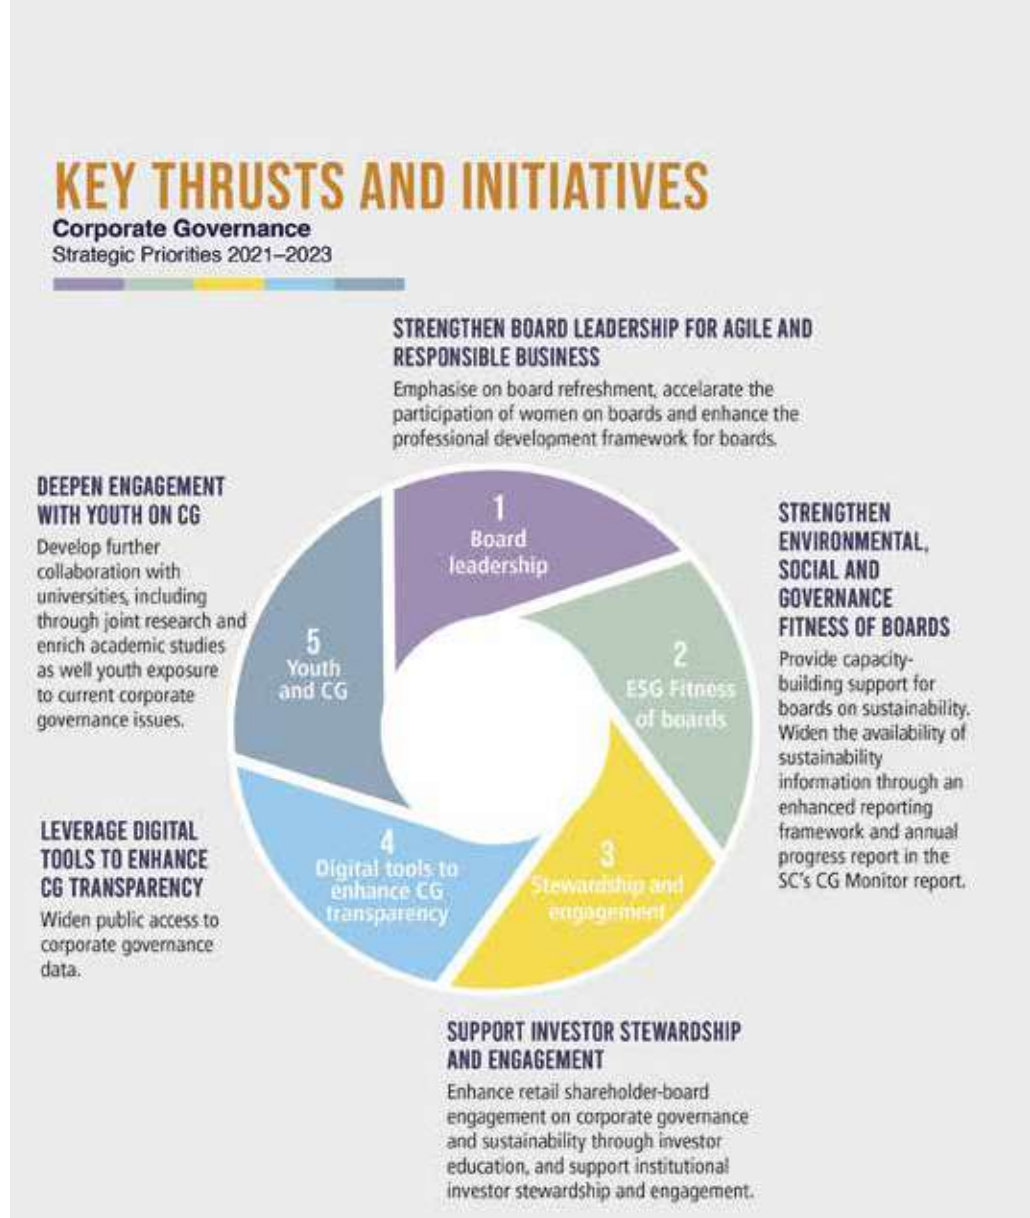 KEY THRUSTS AND INITIATIVES
Corporate Governance
Strategic Priorities 2021–2023
STRENGTHEN BOARD LEADERSHIP FOR AGILE AND
RESPONSIBLE BUSINESS
Emphasise on board refreshment, accelarate the
participation of women on boards and enhance the
professional development framework for boards.
1
Board
leadership
STRENGTHEN
ENVIRONMENTAL,
SOCIAL AND
GOVERNANCE
FITNESS OF BOARDS
Provide capacity-
building support for
boards on sustainability.
Widen the availability of
sustainability
information through an
enhanced reporting
framework and annual
progress report in the
SC's CG Monitor report.
2
ESG Fitness
of boards
3
Stewardship and
engagement
SUPPORT INVESTOR STEWARDSHIP
AND ENGAGEMENT
Enhance retail shareholder-board
engagement on corporate governance
and sustainability through investor
education, and support institutional
investor stewardship and engagement.
4
Digital tools to
enhance CG
transparency
LEVERAGE DIGITAL
TOOLS TO ENHANCE
CG TRANSPARENCY
Widen public access to
corporate governance
data.
5
Youth
and CG
DEEPEN ENGAGEMENT
WITH YOUTH ON CG
Develop further
collaboration with
universities, including
through joint research and
enrich academic studies
as well youth exposure
to current corporate
governance issues.